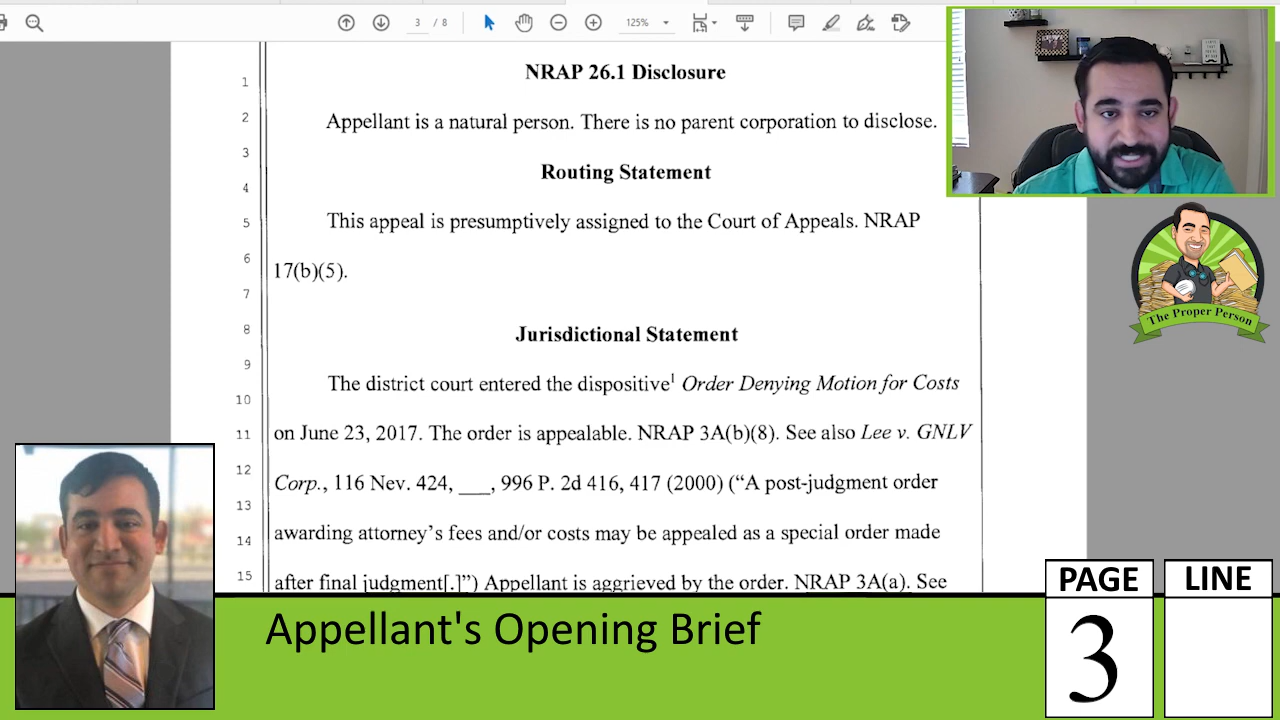 3 / 8
125%
NRAP 26.1 Disclosure
1
2 Appellant is a natural person. There is no parent corporation to disclose.
3
Routing Statement
4
5 This appeal is presumptively assigned to the Court of Appeals. NRAP
6 17(b)(5).
7
8 Jurisdictional Statement
9
10 The district court entered the dispositive¹ Order Denying Motion for Costs
11 on June 23, 2017. The order is appealable. NRAP 3A(b)(8). See also Lee v. GNLV
12 Corp., 116 Nev. 424, ___, 996 P. 2d 416, 417 (2000) (“A post-judgment order
13
14 awarding attorney’s fees and/or costs may be appealed as a special order made
15 after final judgment[.]”) Appellant is aggrieved by the order. NRAP 3A(a). See
The Proper Person
Appellant's Opening Brief
PAGE
3
LINE